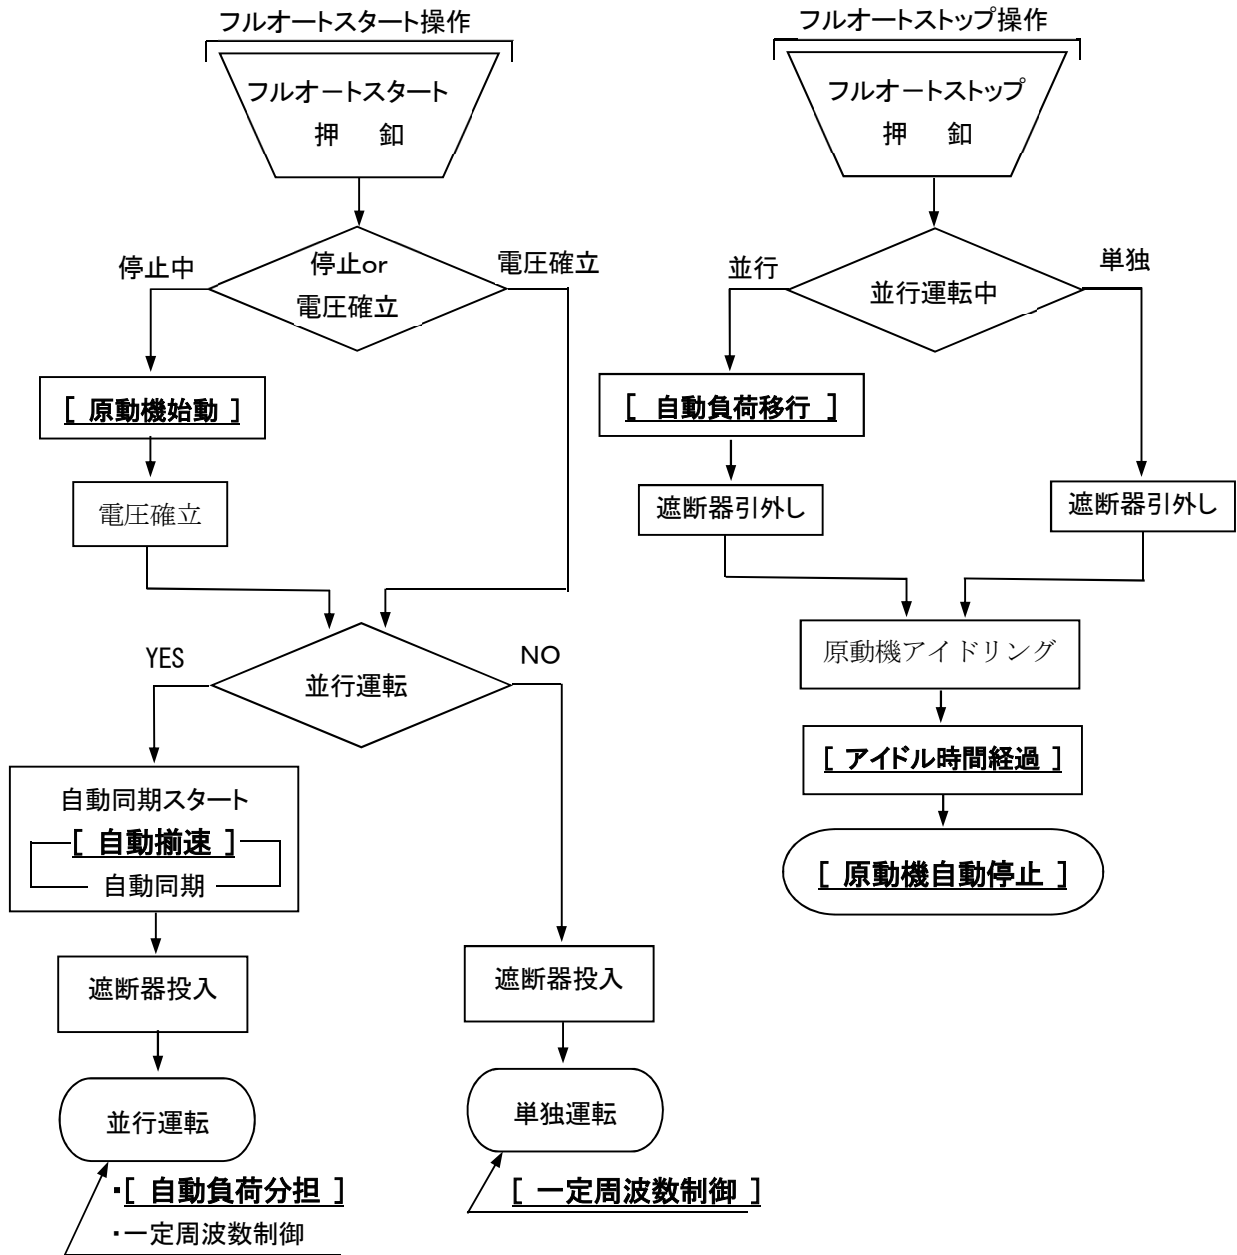 フルオートスタート操作
フルオートスタート
押　釦
停止中
停止or
電圧確立
電圧確立
[ 原動機始動 ]
電圧確立
YES
並行運転
NO
自動同期スタート
[ 自動揃速 ]
自動同期
遮断器投入
並行運転
・[ 自動負荷分担 ]
・一定周波数制御
遮断器投入
単独運転
[ 一定周波数制御 ]
フルオートストップ操作
フルオートストップ
押　釦
並行
並行運転中
単独
[ 自動負荷移行 ]
遮断器引外し
遮断器引外し
原動機アイドリング
[ アイドル時間経過 ]
[ 原動機自動停止 ]